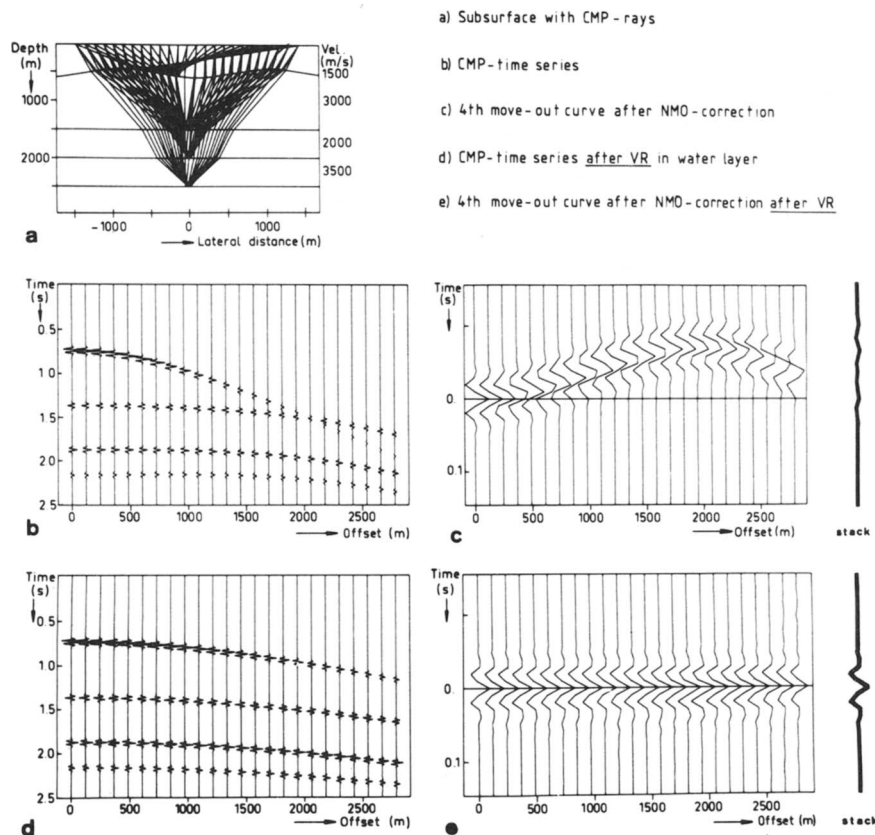 a) Subsurface with CMP-rays
b) CMP-time series
c) 4th move-out curve after NMO-correction
d) CMP-time series after VR in water layer
e) 4th move-out curve after NMO-correction after VR
Depth
(m)
Vel.
(m/s)
1500
1000
3000
2000
2000
3500
-1000
0
1000
Lateral distance(m)
a
Time
(s)
0.5
1.0
1.5
2.0
2.5
0
500
1000
1500
2000
2500
Offset (m)
b
Time
(s)
0.
0.1
0
500
1000
1500
2000
2500
Offset(m)
c
stack
Time
(s)
0.5
1.0
1.5
2.0
2.5
0
500
1000
1500
2000
2500
Offset (m)
d
Time
(s)
0.
0.1
0
500
1000
1500
2000
2500
Offset (m)
e
stack